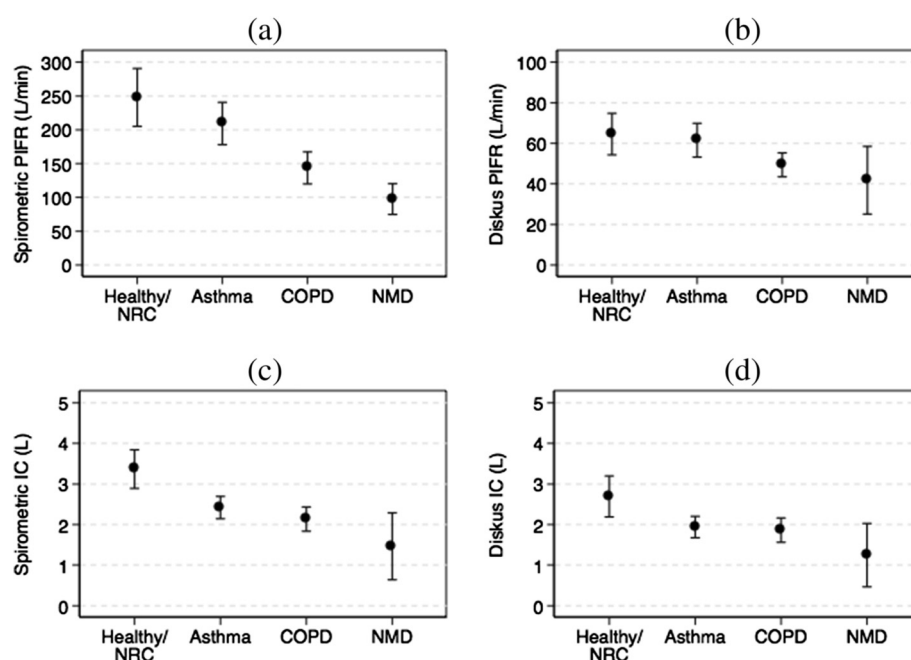 (a)
Spirometric PIFR (L/min)
300
250
200
150
100
50
0
Healthy/
NRC
Asthma
COPD
NMD
(b)
Diskus PIFR (L/min)
100
80
60
40
20
0
Healthy/
NRC
Asthma
COPD
NMD
(c)
Spirometric IC (L)
5
4
3
2
1
0
Healthy/
NRC
Asthma
COPD
NMD
(d)
Diskus IC (L)
5
4
3
2
1
0
Healthy/
NRC
Asthma
COPD
NMD